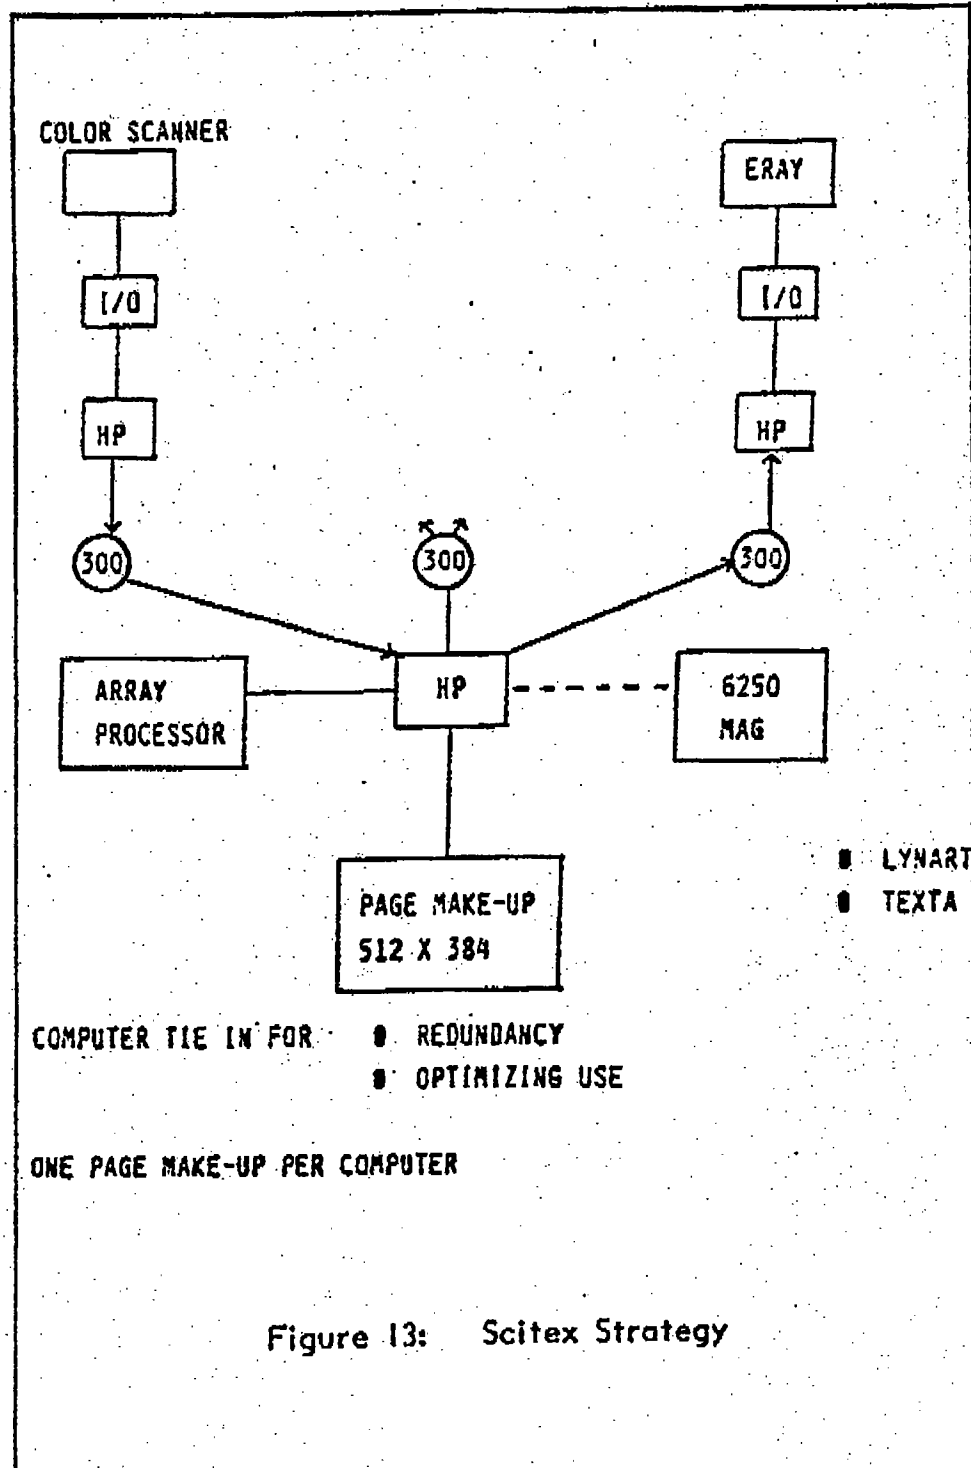 COLOR SCANNER
ERAY
I/O
I/O
HP
HP
300
300
300
ARRAY
PROCESSOR
HP
6250
MAG
LYNART
TEXTA
PAGE MAKE-UP
512 X 384
COMPUTER TIE IN FOR
REDUNDANCY
OPTIMIZING USE
ONE PAGE MAKE-UP PER COMPUTER
Figure 13: Scitex Strategy